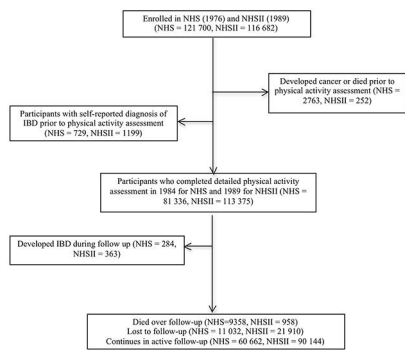 Enrolled in NHS (1976) and NHSII (1989)
(NHS = 121 700, NHSII = 116 682)
Developed cancer or died prior to
physical activity assessment (NHS =
2763, NHSII = 252)
Participants with self-reported diagnosis of
IBD prior to physical activity assessment
(NHS = 729, NHSII = 1199)
Participants who completed detailed physical activity
assessment in 1984 for NHS and 1989 for NHSII (NHS =
81 336, NHSII = 113 375)
Developed IBD during follow up (NHS = 284,
NHSII = 363)
Died over follow-up (NHS=9358, NHSII = 958)
Lost to follow-up (NHS = 11 032, NHSII = 21 910)
Continues in active follow-up (NHS = 60 662, NHSII = 90 144)